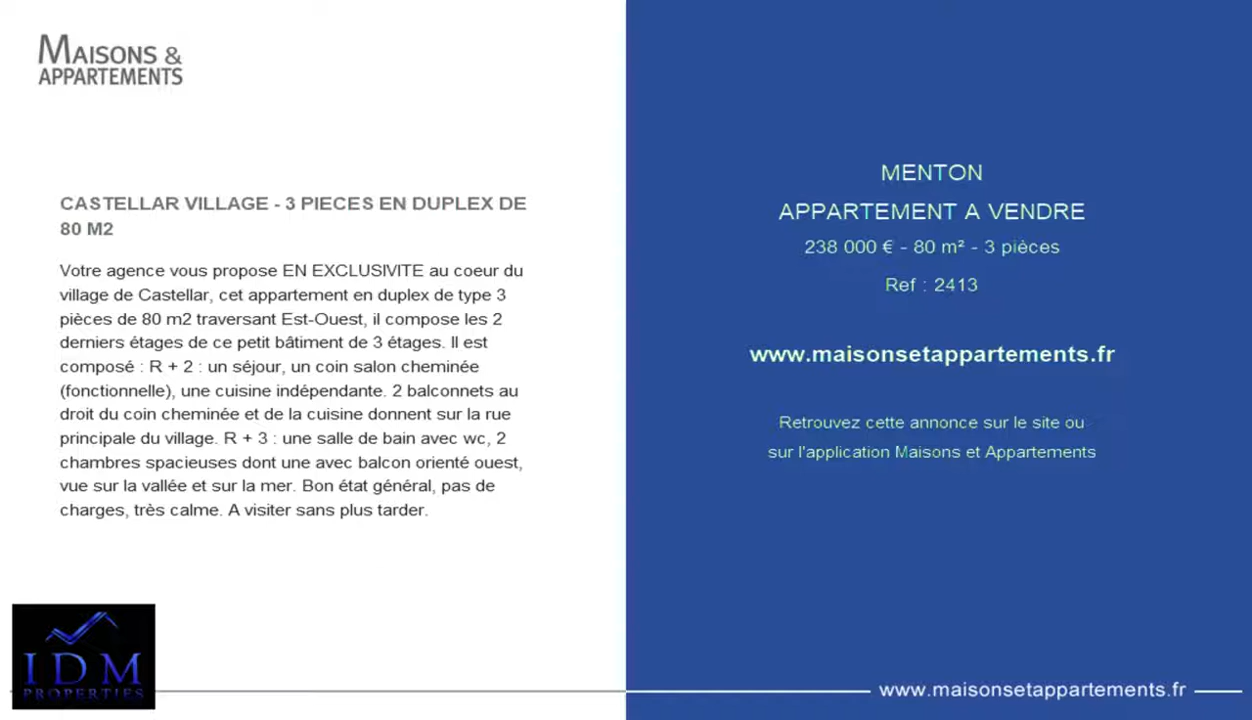 MAISONS &
APPARTEMENTS
CASTELLAR VILLAGE - 3 PIECES EN DUPLEX DE
80 M2
Votre agence vous propose EN EXCLUSIVITE au coeur du
village de Castellar, cet appartement en duplex de type 3
pièces de 80 m2 traversant Est-Ouest, il compose les 2
derniers étages de ce petit bâtiment de 3 étages. Il est
composé : R + 2 : un séjour, un coin salon cheminée
(fonctionnelle), une cuisine indépendante. 2 balconnets au
droit du coin cheminée et de la cuisine donnent sur la rue
principale du village. R + 3 : une salle de bain avec wc, 2
chambres spacieuses dont une avec balcon orienté ouest,
vue sur la vallée et sur la mer. Bon état général, pas de
charges, très calme. A visiter sans plus tarder.
IDM
PROPERTIES
MENTON
APPARTEMENT A VENDRE
238 000 € - 80 m² - 3 pièces
Ref : 2413
www.maisonsetappartements.fr
Retrouvez cette annonce sur le site ou
sur l'application Maisons et Appartements
www.maisonsetappartements.fr